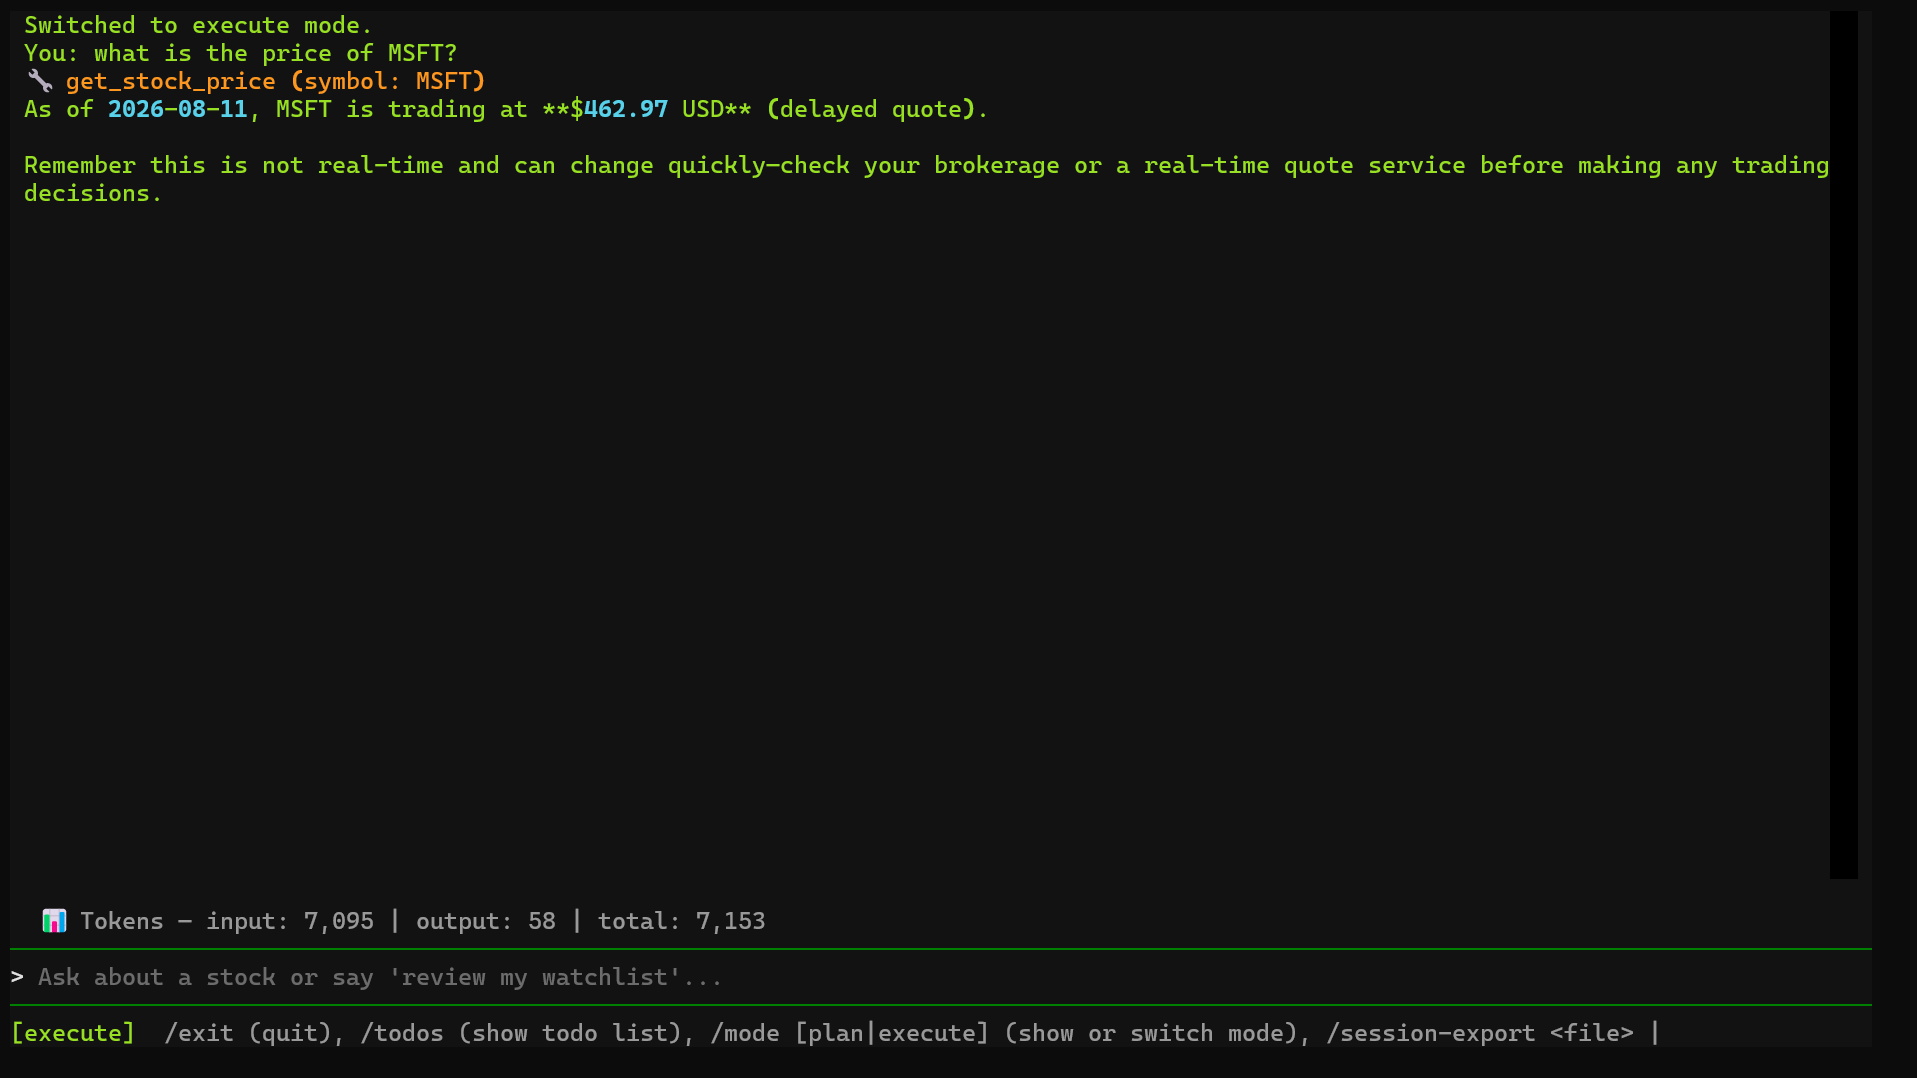 Switched to execute mode.
You: what is the price of MSFT?
🔧 get_stock_price (symbol: MSFT)
As of 2026-08-11, MSFT is trading at **$462.97 USD** (delayed quote).
Remember this is not real-time and can change quickly—check your brokerage or a real-time quote service before making any trading
decisions.
📊 Tokens — input: 7,095 | output: 58 | total: 7,153
> Ask about a stock or say 'review my watchlist'...
[execute]  /exit (quit), /todos (show todo list), /mode [plan|execute] (show or switch mode), /session-export <file> |